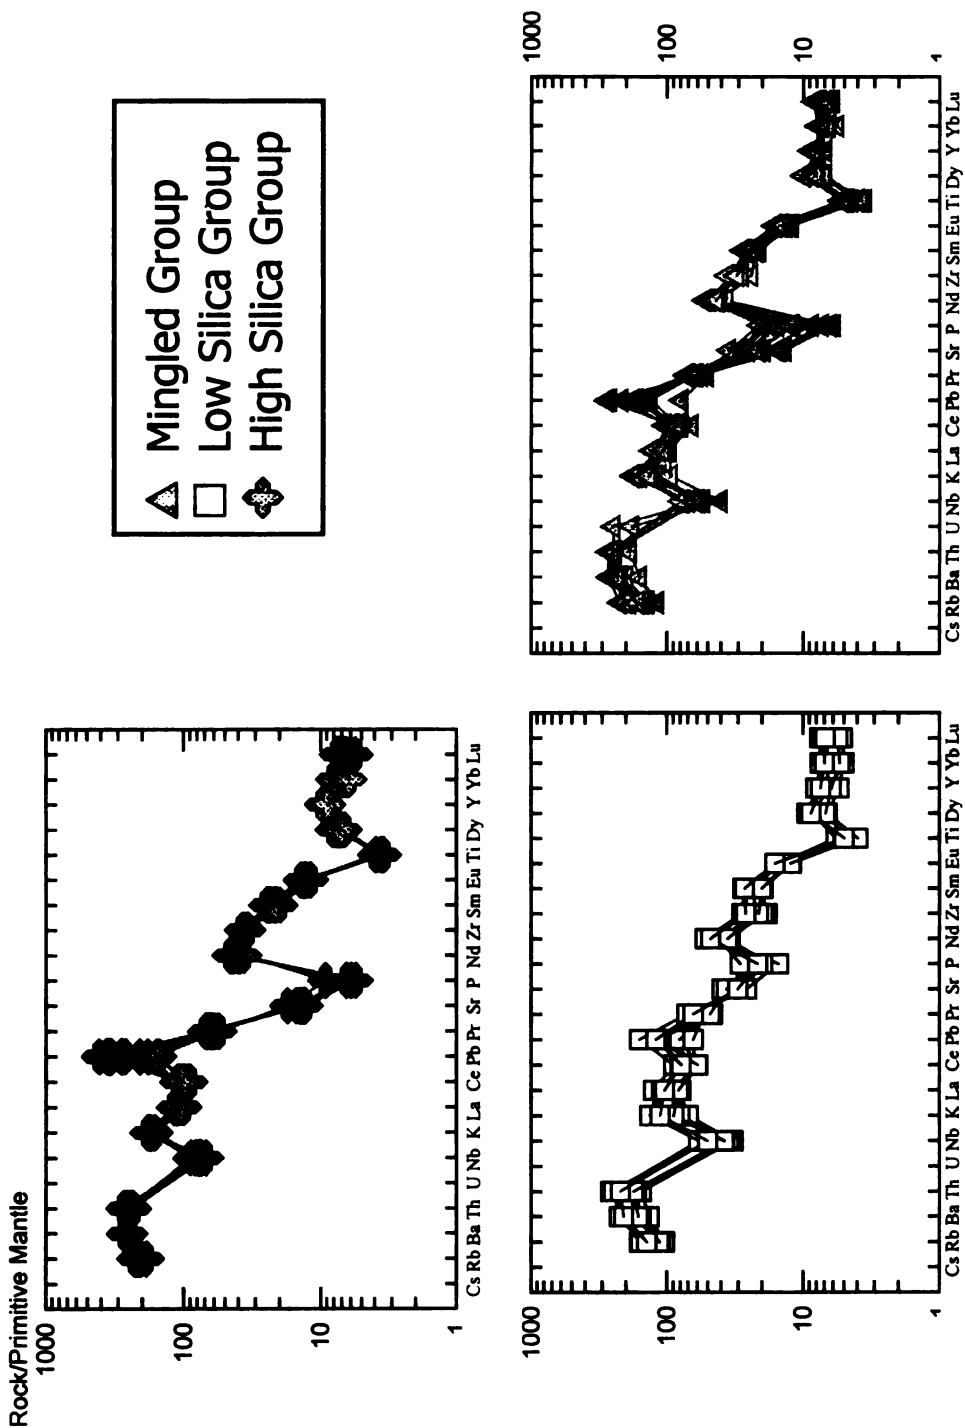 Rock/Primitive Mantle
1000
100
10
1
Cs Rb Ba Th U Nb K La Ce Pb Pr Sr P Nd Zr Sm Eu Ti Dy Y Yb Lu
Mingled Group
Low Silica Group
High Silica Group
1000
100
10
1
Cs Rb Ba Th U Nb K La Ce Pb Pr Sr P Nd Zr Sm Eu Ti Dy Y Yb Lu
1000
100
10
1
Cs Rb Ba Th U Nb K La Ce Pb Pr Sr P Nd Zr Sm Eu Ti Dy Y Yb Lu